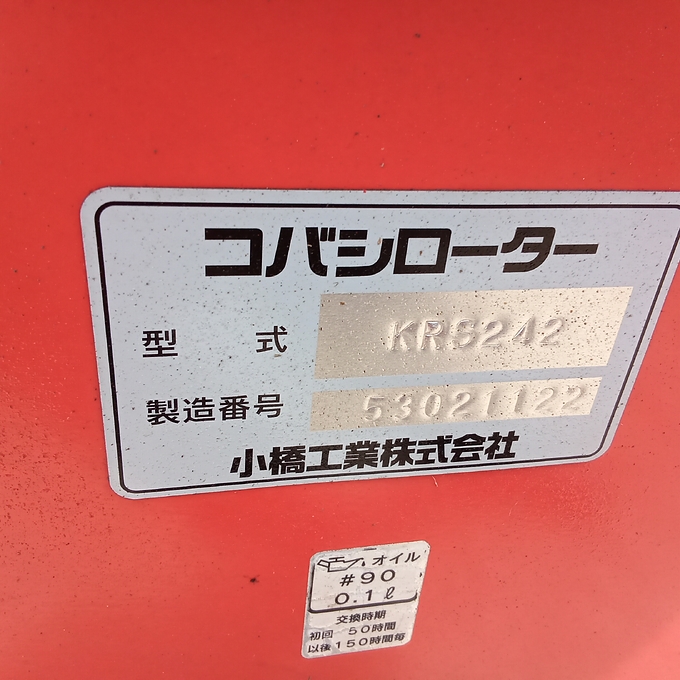 コバシローター
型式 KRS242
製造番号 53021122
小橋工業株式会社
オイル
#90
0.1ℓ
交換時期
初回 50時間
以後150時間毎